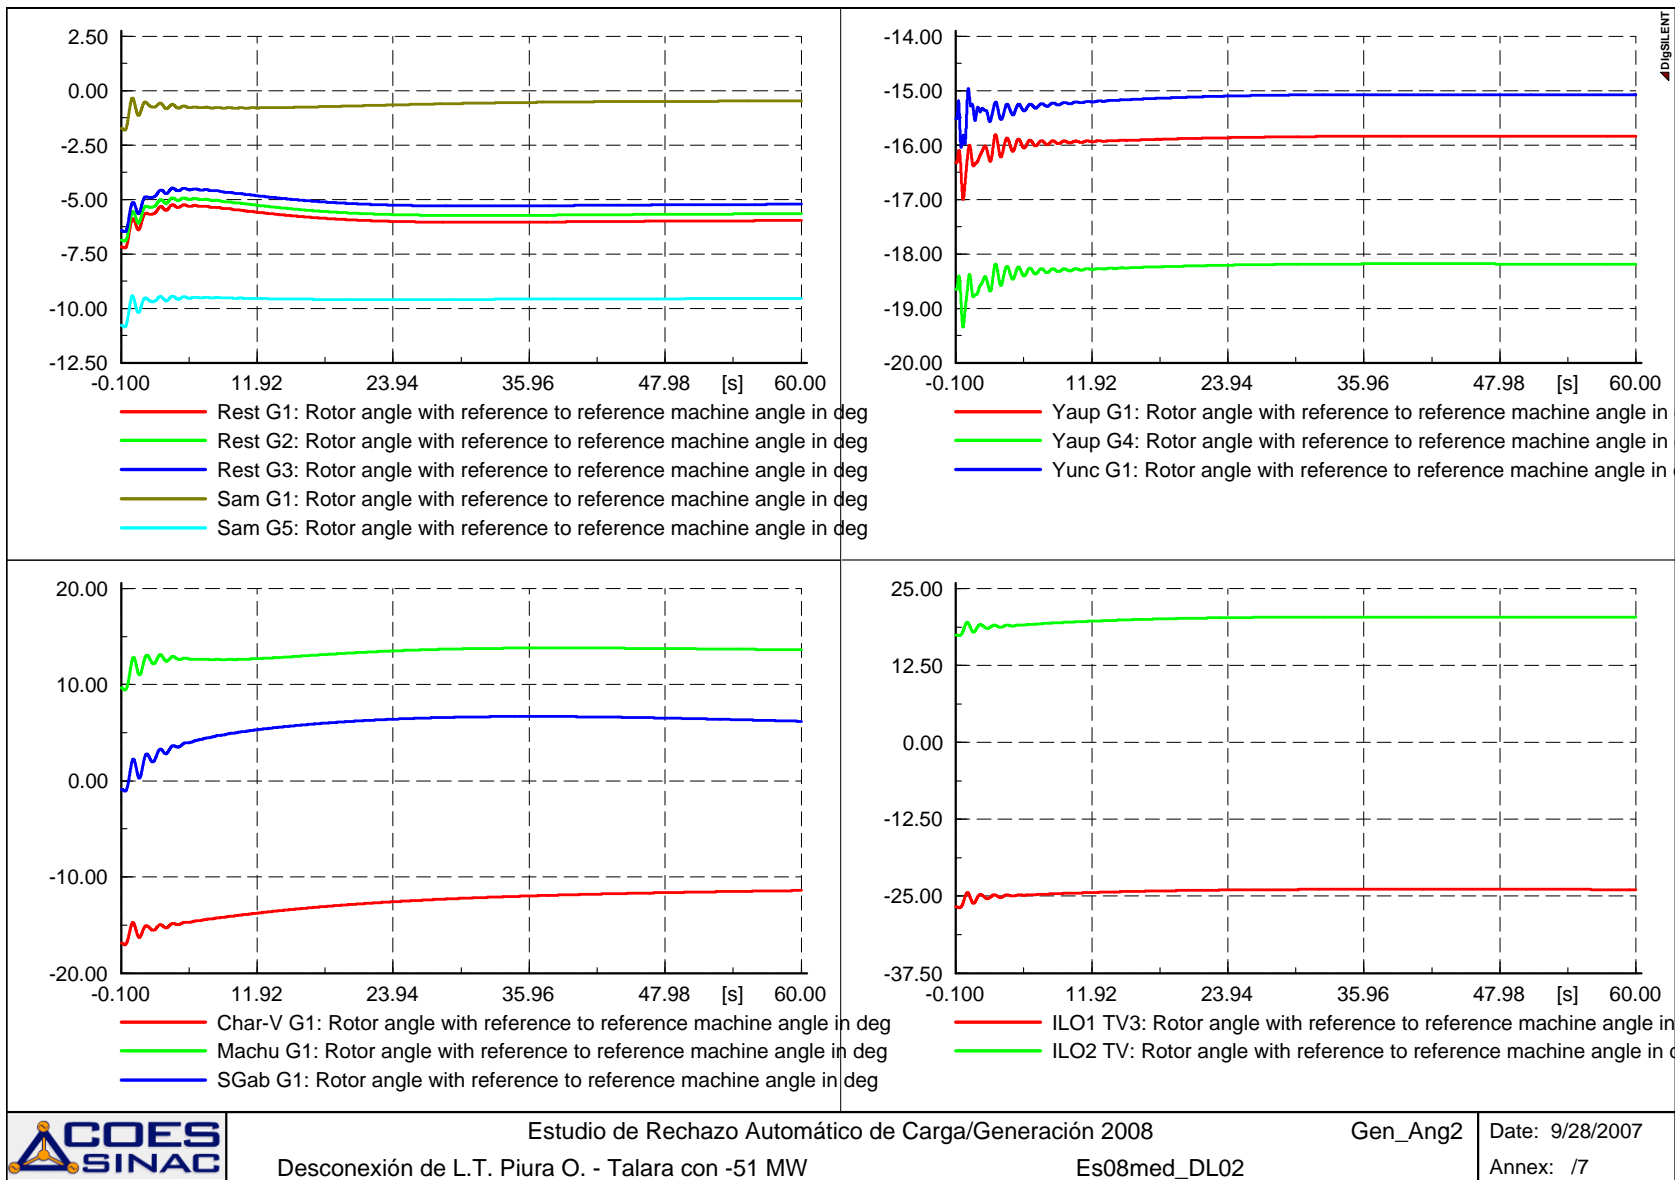 DIgSILENT
2.50
0.00
-2.50
-5.00
-7.50
-10.00
-12.50
-0.100 11.92 23.94 35.96 47.98 [s] 60.00
Rest G1: Rotor angle with reference to reference machine angle in deg
Rest G2: Rotor angle with reference to reference machine angle in deg
Rest G3: Rotor angle with reference to reference machine angle in deg
Sam G1: Rotor angle with reference to reference machine angle in deg
Sam G5: Rotor angle with reference to reference machine angle in deg
-14.00
-15.00
-16.00
-17.00
-18.00
-19.00
-20.00
-0.100 11.92 23.94 35.96 47.98 [s] 60.00
Yaup G1: Rotor angle with reference to reference machine angle in
Yaup G4: Rotor angle with reference to reference machine angle in
Yunc G1: Rotor angle with reference to reference machine angle in
20.00
10.00
0.00
-10.00
-20.00
-0.100 11.92 23.94 35.96 47.98 [s] 60.00
Char-V G1: Rotor angle with reference to reference machine angle in deg
Machu G1: Rotor angle with reference to reference machine angle in deg
SGab G1: Rotor angle with reference to reference machine angle in deg
25.00
12.50
0.00
-12.50
-25.00
-37.50
-0.100 11.92 23.94 35.96 47.98 [s] 60.00
ILO1 TV3: Rotor angle with reference to reference machine angle in
ILO2 TV: Rotor angle with reference to reference machine angle in
COES
SINAC
Estudio de Rechazo Automático de Carga/Generación 2008 Gen_Ang2
Desconexión de L.T. Piura O. - Talara con -51 MW Es08med_DL02
Date: 9/28/2007
Annex: /7